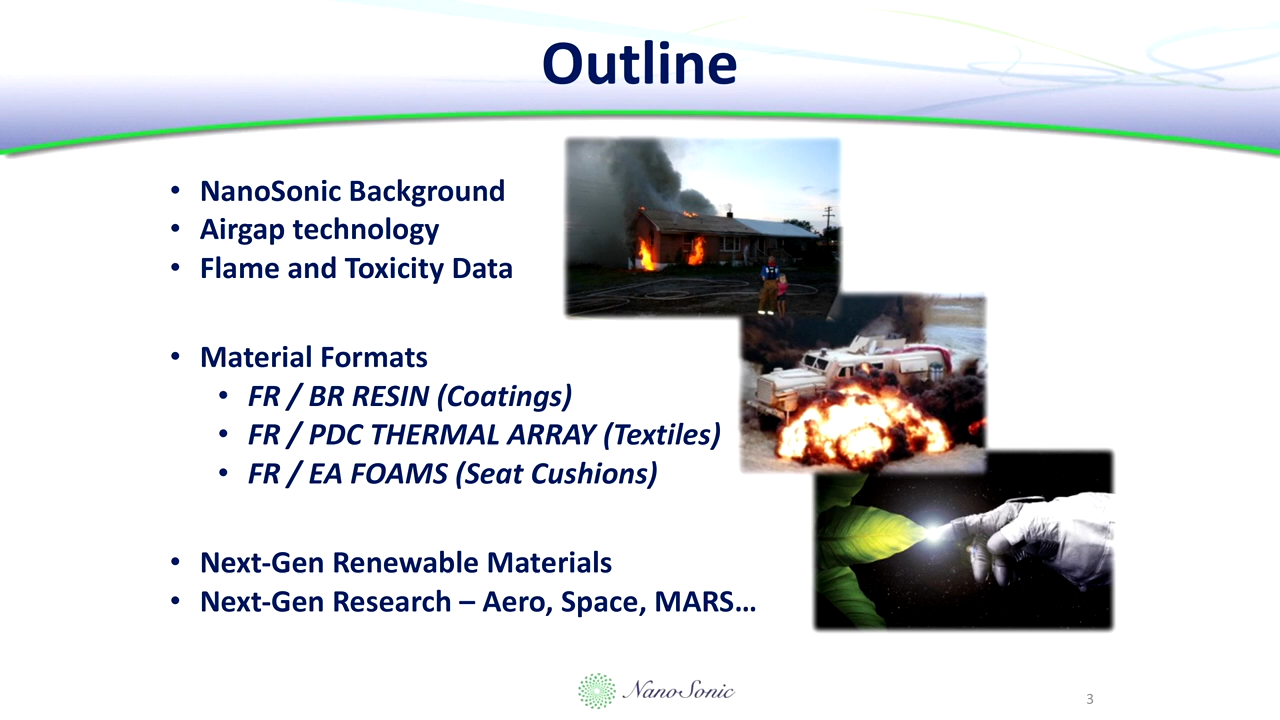 Outline
• NanoSonic Background
• Airgap technology
• Flame and Toxicity Data
• Material Formats
• FR / BR RESIN (Coatings)
• FR / PDC THERMAL ARRAY (Textiles)
• FR / EA FOAMS (Seat Cushions)
• Next-Gen Renewable Materials
• Next-Gen Research – Aero, Space, MARS…
NanoSonic
3